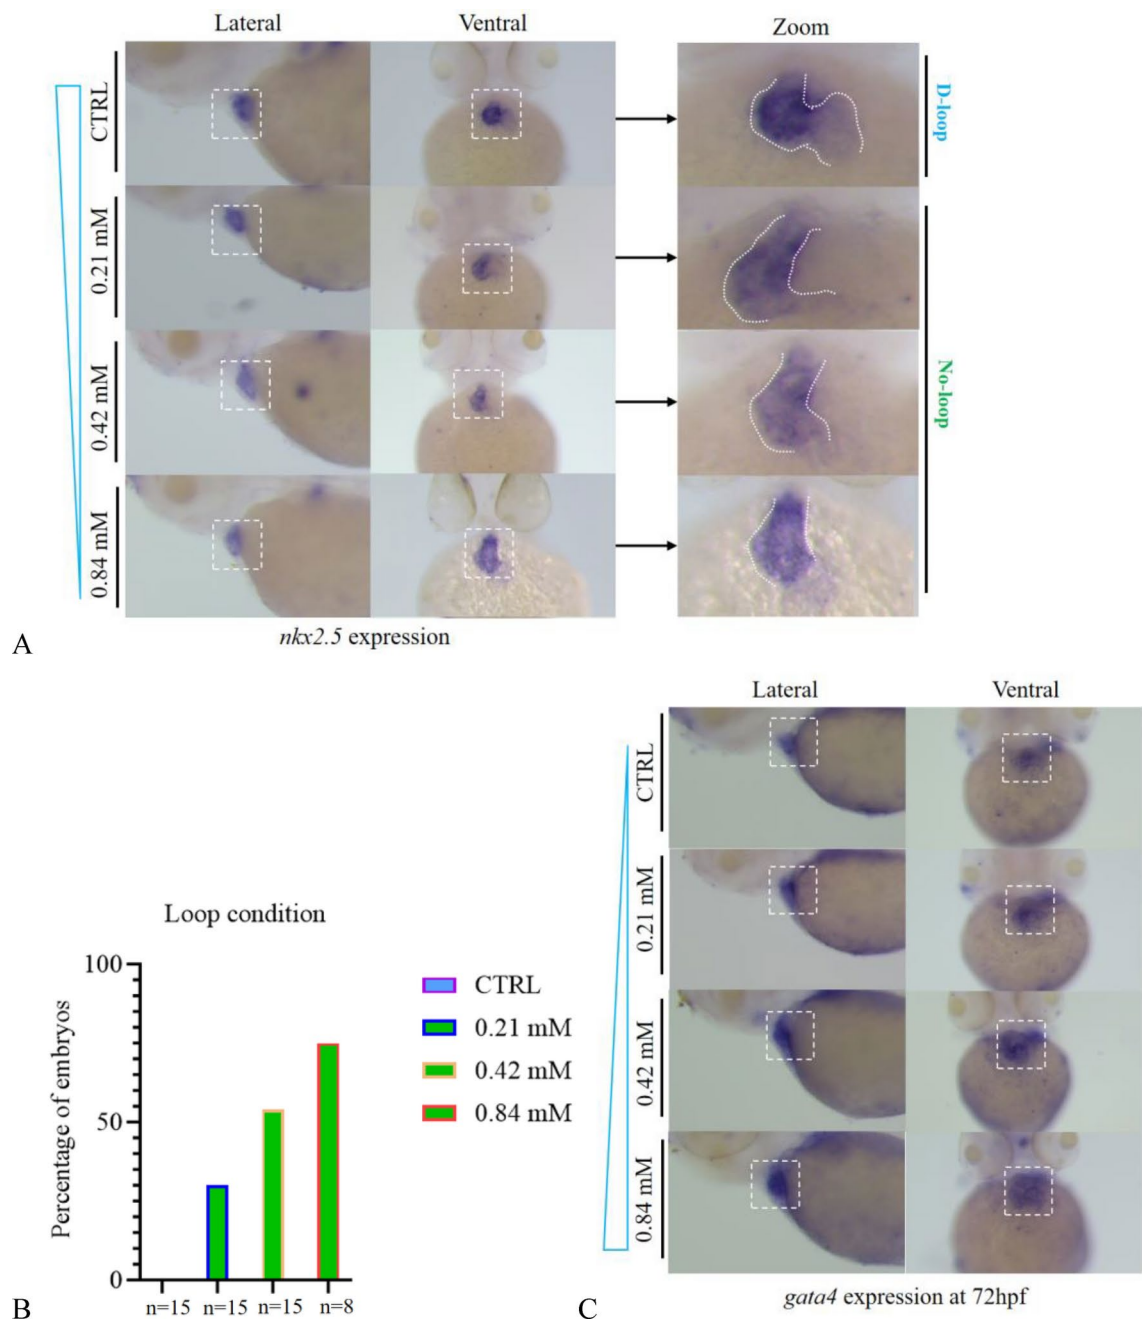 Lateral
Ventral
Zoom
CTRL
D-loop
0.21 mM
0.42 mM
No-loop
0.84 mM
nkx2.5 expression
A
Loop condition
Percentage of embryos
100
50
0
n=15
n=15
n=15
n=8
CTRL
0.21 mM
0.42 mM
0.84 mM
B
Lateral
Ventral
CTRL
0.21 mM
0.42 mM
0.84 mM
gata4 expression at 72hpf
C